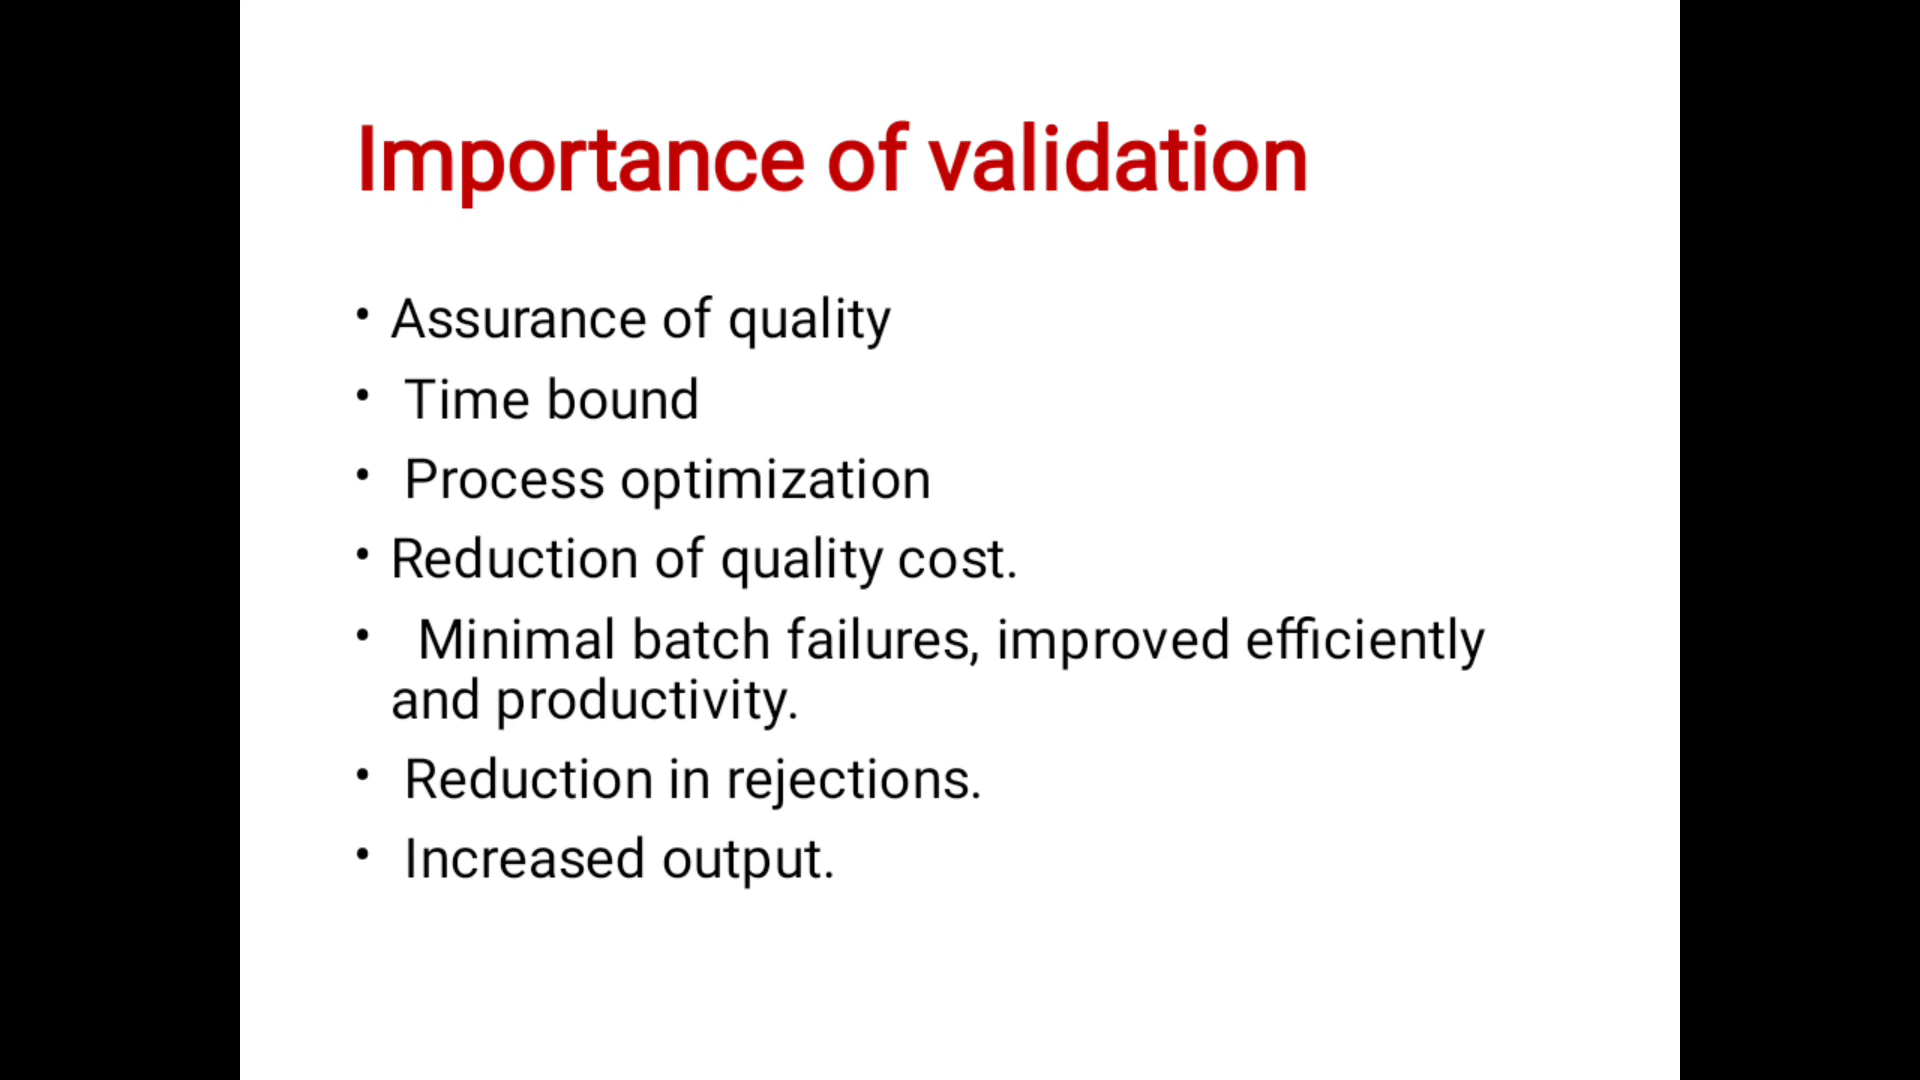 Importance of validation
• Assurance of quality
• Time bound
• Process optimization
• Reduction of quality cost.
• Minimal batch failures, improved efficiently
and productivity.
• Reduction in rejections.
• Increased output.